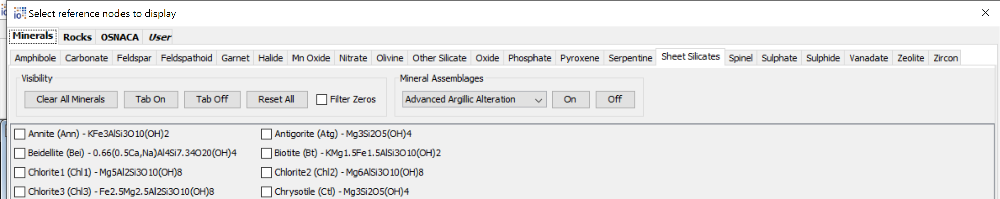 io Select reference nodes to display
Minerals Rocks OSNACA User
Amphibole Carbonate Feldspar Feldspathoid Garnet Halide Mn Oxide Nitrate Olivine Other Silicate Oxide Phosphate Pyroxene Serpentine Sheet Silicates Spinel Sulphate Sulphide Vanadate Zeolite Zircon
Visibility Mineral Assemblages
Clear All Minerals Tab On Tab Off Reset All Filter Zeros Advanced Argillic Alteration On Off
Annite (Ann) - KFe3AlSi3O10(OH)2 Antigorite (Atg) - Mg3Si2O5(OH)4
Beidellite (Bei) - 0.66(0.5Ca,Na)Al4Si7.34O20(OH)4 Biotite (Bt) - KMg1.5Fe1.5AlSi3O10(OH)2
Chlorite1 (Chl1) - Mg5Al2Si3O10(OH)8 Chlorite2 (Chl2) - Mg6AlSi3O10(OH)8
Chlorite3 (Chl3) - Fe2.5Mg2.5Al2Si3O10(OH)8 Chrysotile (Ctl) - Mg3Si2O5(OH)4